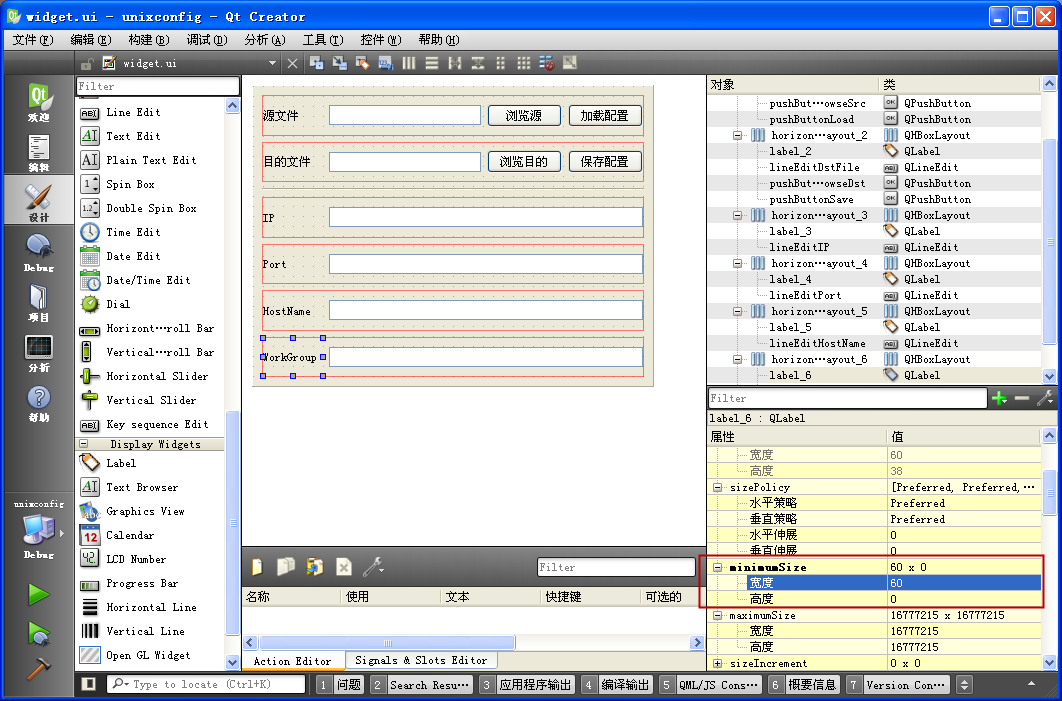 widget.ui - unixconfig - Qt Creator
文件(F) 编辑(E) 构建(B) 调试(D) 分析(A) 工具(T) 控件(W) 帮助(H)
widget.ui
Qt
欢迎
编辑
设计
Debug
项目
分析
帮助
unixconfig
Debug
Filter
Line Edit
Text Edit
Plain Text Edit
Spin Box
Double Spin Box
Time Edit
Date Edit
Date/Time Edit
Dial
Horizont···roll Bar
Vertical···roll Bar
Horizontal Slider
Vertical Slider
Key sequence Edit
Display Widgets
Label
Text Browser
Graphics View
Calendar
LCD Number
Progress Bar
Horizontal Line
Vertical Line
Open GL Widget
源文件 浏览源 加载配置
目的文件 浏览目的 保存配置
IP
Port
HostName
WorkGroup
Filter
名称 使用 文本 快捷键 可选的
Action Editor Signals & Slots Editor
对象 类
pushBut···owseSrc QPushButton
pushButtonLoad QPushButton
horizon···ayout_2 QHBoxLayout
label_2 QLabel
lineEditDstFile QLineEdit
pushBut···owseDst QPushButton
pushButtonSave QPushButton
horizon···ayout_3 QHBoxLayout
label_3 QLabel
lineEditIP QLineEdit
horizon···ayout_4 QHBoxLayout
label_4 QLabel
lineEditPort QLineEdit
horizon···ayout_5 QHBoxLayout
label_5 QLabel
lineEditHostName QLineEdit
horizon···ayout_6 QHBoxLayout
label_6 QLabel
Filter
label_6 : QLabel
属性 值
宽度 60
高度 38
sizePolicy [Preferred, Preferred,···
水平策略 Preferred
垂直策略 Preferred
水平伸展 0
垂直伸展 0
minimumSize 60 x 0
宽度 60
高度 0
maximumSize 16777215 x 16777215
宽度 16777215
高度 16777215
sizeIncrement 0 x 0
Type to locate (Ctrl+K) 1 问题 2 Search Resu··· 3 应用程序输出 4 编译输出 5 QML/JS Cons··· 6 概要信息 7 Version Con···